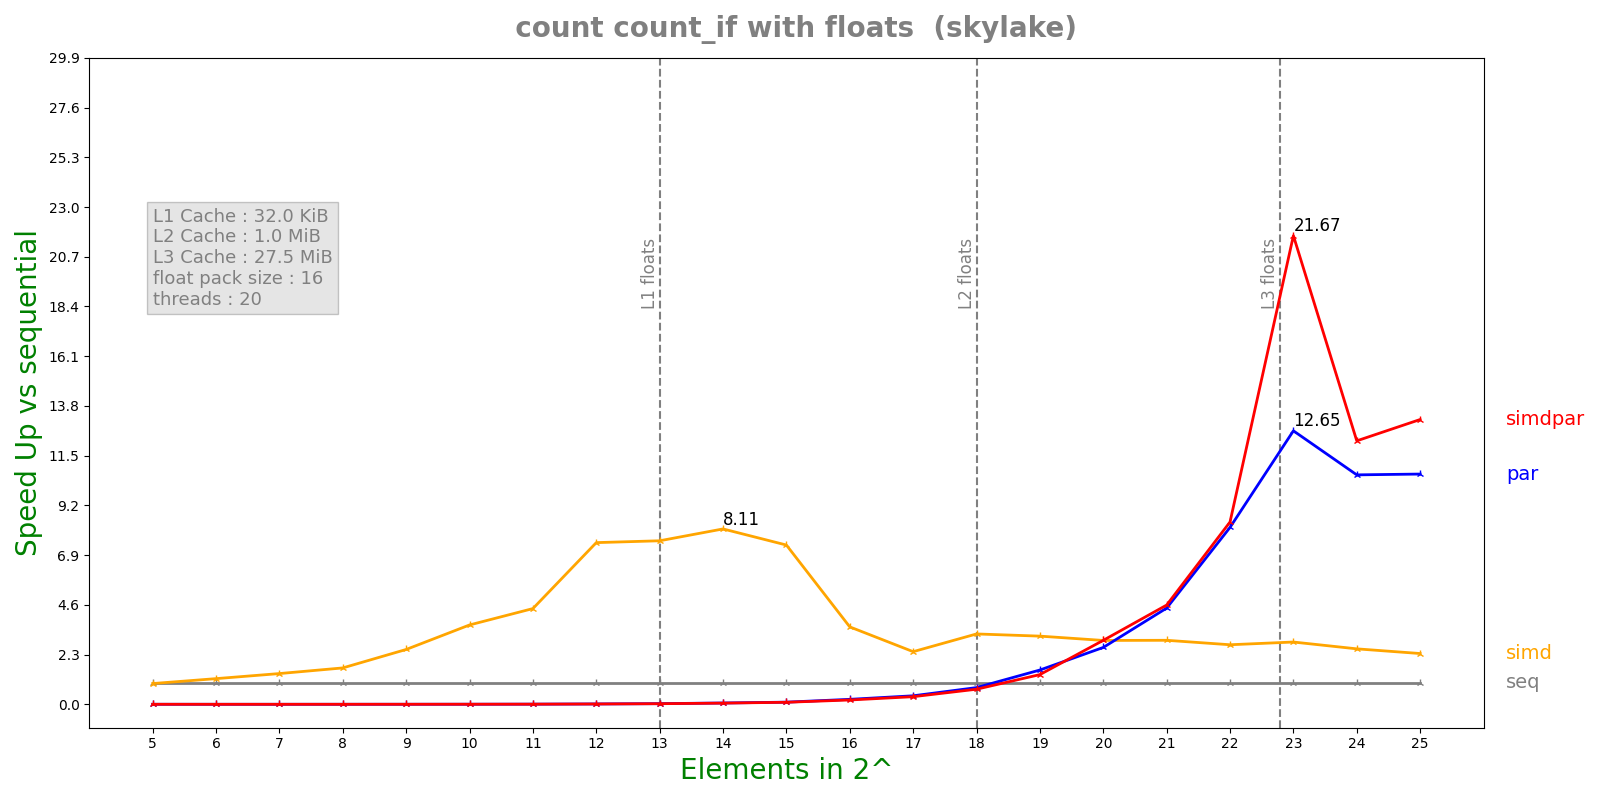 count count_if with floats  (skylake)
Speed Up vs sequential
29.9
27.6
25.3
23.0
20.7
18.4
16.1
13.8
11.5
9.2
6.9
4.6
2.3
0.0
L1 Cache : 32.0 KiB
L2 Cache : 1.0 MiB
L3 Cache : 27.5 MiB
float pack size : 16
threads : 20
L1 floats
L2 floats
L3 floats
8.11
21.67
12.65
simdpar
par
simd
seq
5 6 7 8 9 10 11 12 13 14 15 16 17 18 19 20 21 22 23 24 25
Elements in 2^